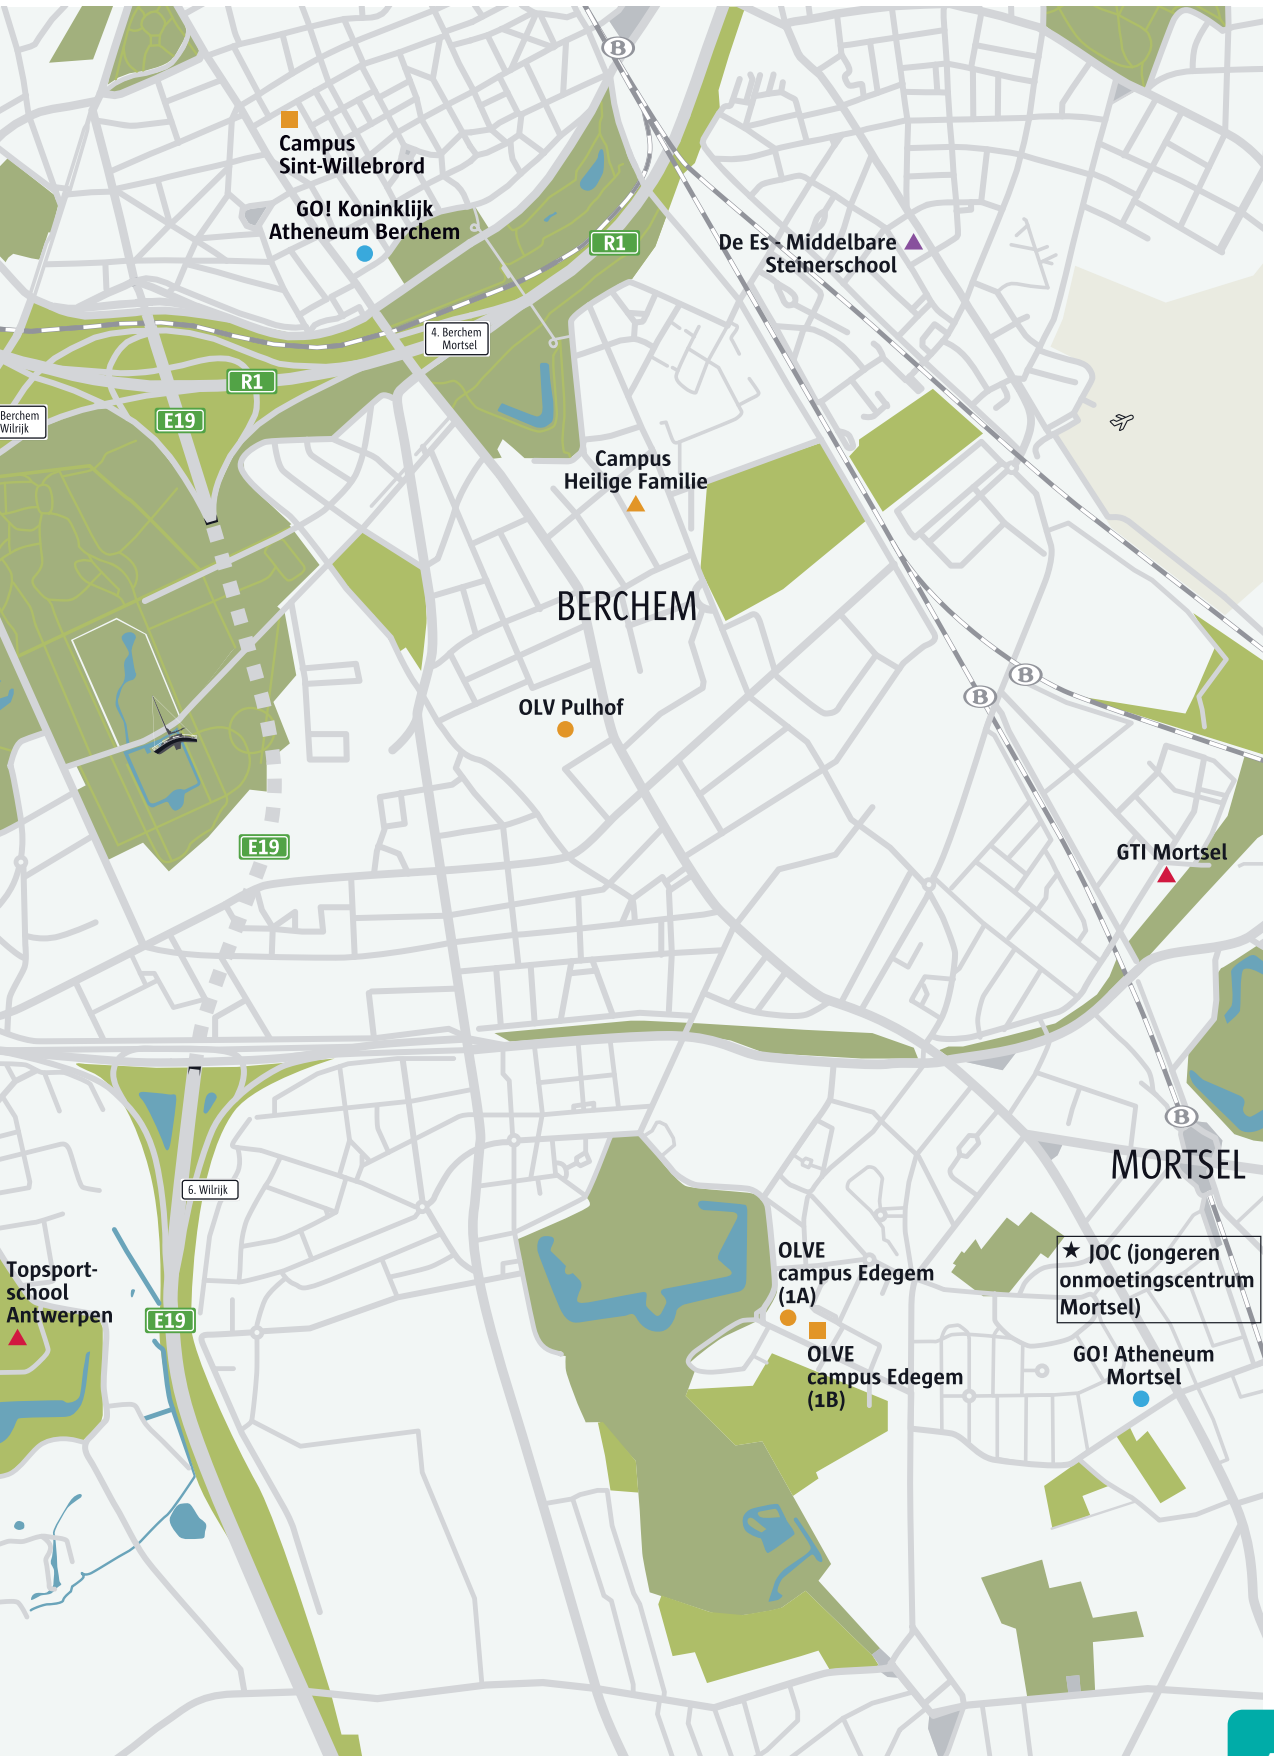 B
Campus
Sint-Willebrord
GO! Koninklijk
Atheneum Berchem
R1
De Es - Middelbare
Steinerschool
4. Berchem
Mortsel
R1
E19
Berchem
Wilrijk
Campus
Heilige Familie
BERCHEM
B
B
OLV Pulhof
E19
GTI Mortsel
B
MORTSEL
6. Wilrijk
★ JOC (jongeren
onmoetingscentrum
Mortsel)
OLVE
campus Edegem
(1A)
Topsport-
school
Antwerpen
E19
OLVE
campus Edegem
(1B)
GO! Atheneum
Mortsel